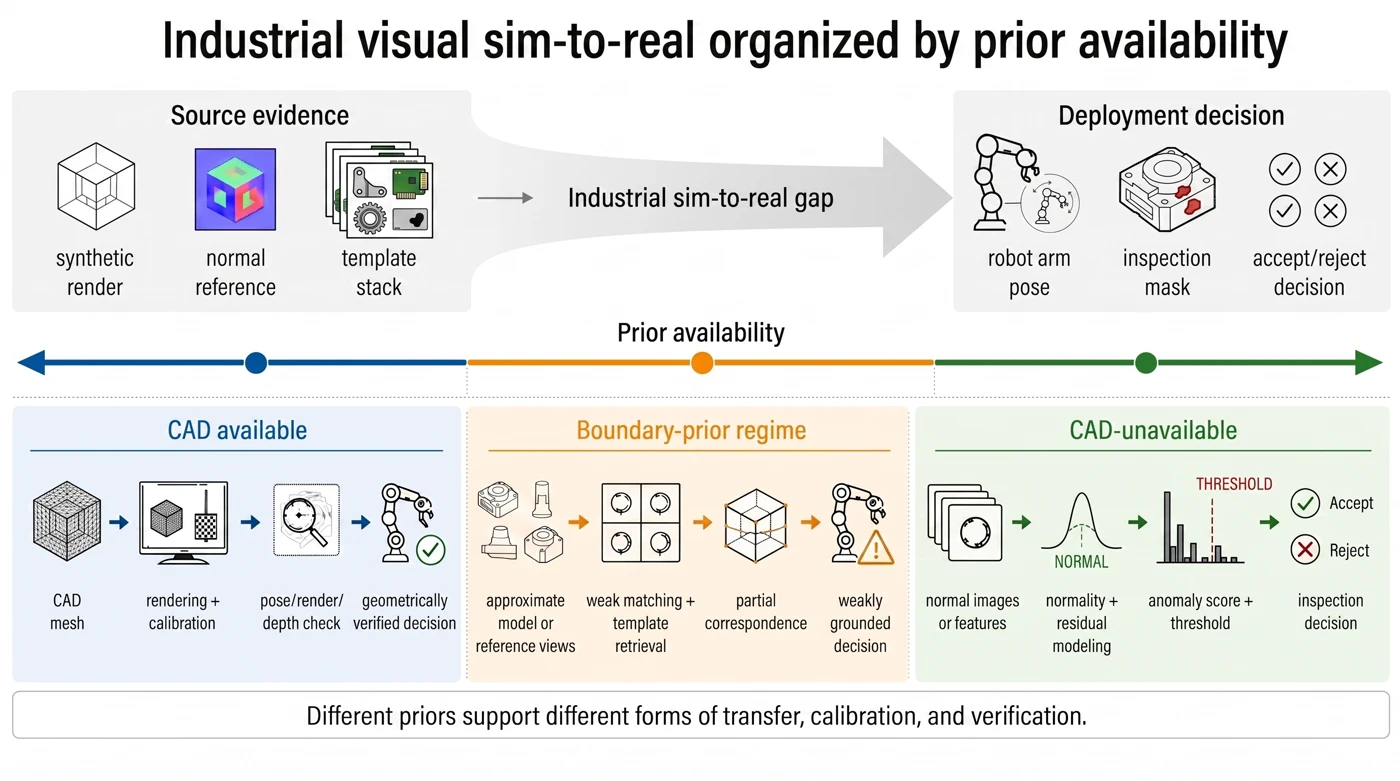 Industrial visual sim-to-real organized by prior availability
Source evidence
synthetic
render
normal
reference
template
stack
Industrial sim-to-real gap
Deployment decision
robot arm
pose
inspection
mask
accept/reject
decision
Prior availability
CAD available
CAD
mesh
rendering +
calibration
pose/render/
depth check
geometrically
verified decision
Boundary-prior regime
approximate
model or
reference views
weak matching +
template
retrieval
partial
correspondence
weakly
grounded
decision
CAD-unavailable
normal images
or features
NORMAL
normality +
residual
modeling
THRESHOLD
anomaly score +
threshold
Accept
Reject
inspection
decision
Different priors support different forms of transfer, calibration, and verification.